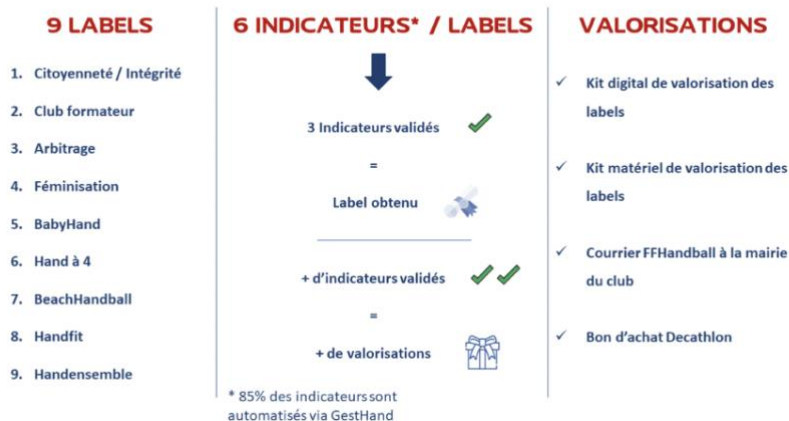 9 LABELS
1. Citoyenneté / Intégrité
2. Club formateur
3. Arbitrage
4. Féminisation
5. BabyHand
6. Hand à 4
7. BeachHandball
8. Handfit
9. Handensemble
6 INDICATEURS* / LABELS
3 Indicateurs validés
=
Label obtenu
+ d'indicateurs validés
=
+ de valorisations
* 85% des indicateurs sont
automatisés via GestHand
VALORISATIONS
Kit digital de valorisation des
labels
Kit matériel de valorisation des
labels
Courrier FFHandball à la mairie
du club
Bon d'achat Decathlon